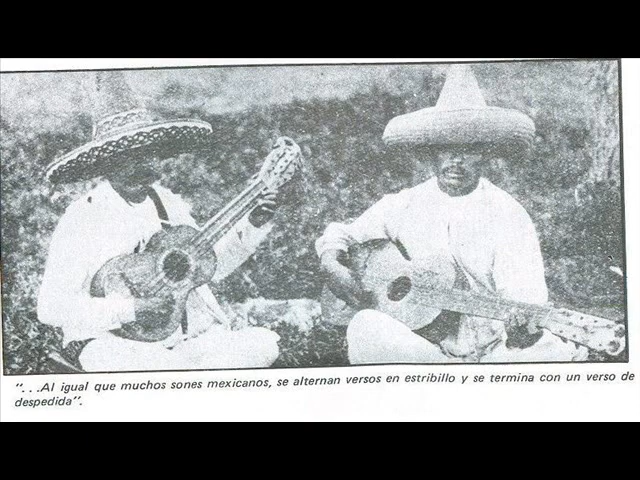 ". . .Al igual que muchos sones mexicanos, se alternan versos en estribillo y se termina con un verso de
despedida".